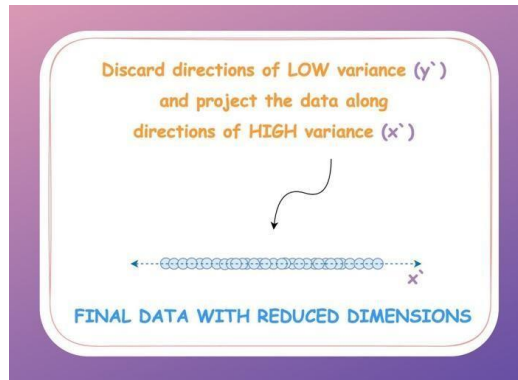 Discard directions of LOW variance (y`)
and project the data along
directions of HIGH variance (x`)
x`
FINAL DATA WITH REDUCED DIMENSIONS